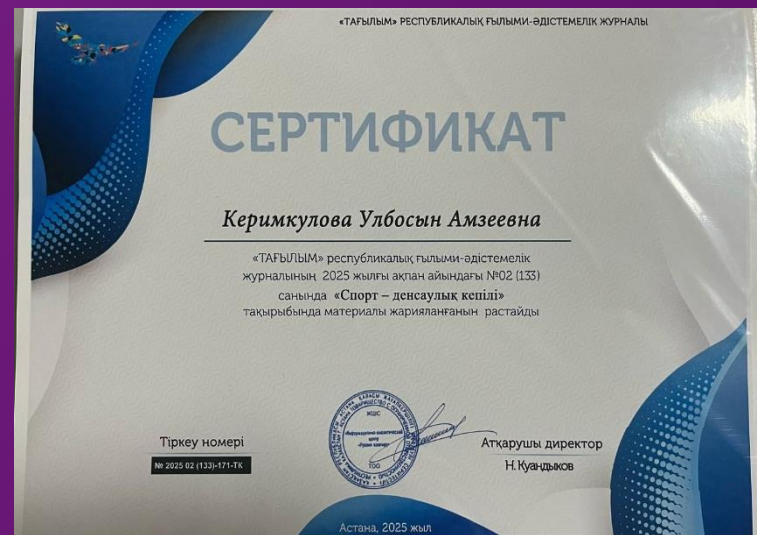 «ТАҒЫЛЫМ» РЕСПУБЛИКАЛЫҚ ҒЫЛЫМИ-ӘДІСТЕМЕЛІК ЖУРНАЛЫ
СЕРТИФИКАТ
Керимкулова Улбосын Амзеевна
«ТАҒЫЛЫМ» республикалық ғылыми-әдістемелік
журналының 2025 жылғы ақпан айындағы №02 (133)
санында «Спорт – денсаулық кепілі»
тақырыбында материалы жарияланғанын растайды
ЖШС
ТОО
Тіркеу номері
№ 2025 02 (133)-171-ТК
Атқарушы директор
Н.Куандыков
Астана, 2025 жыл